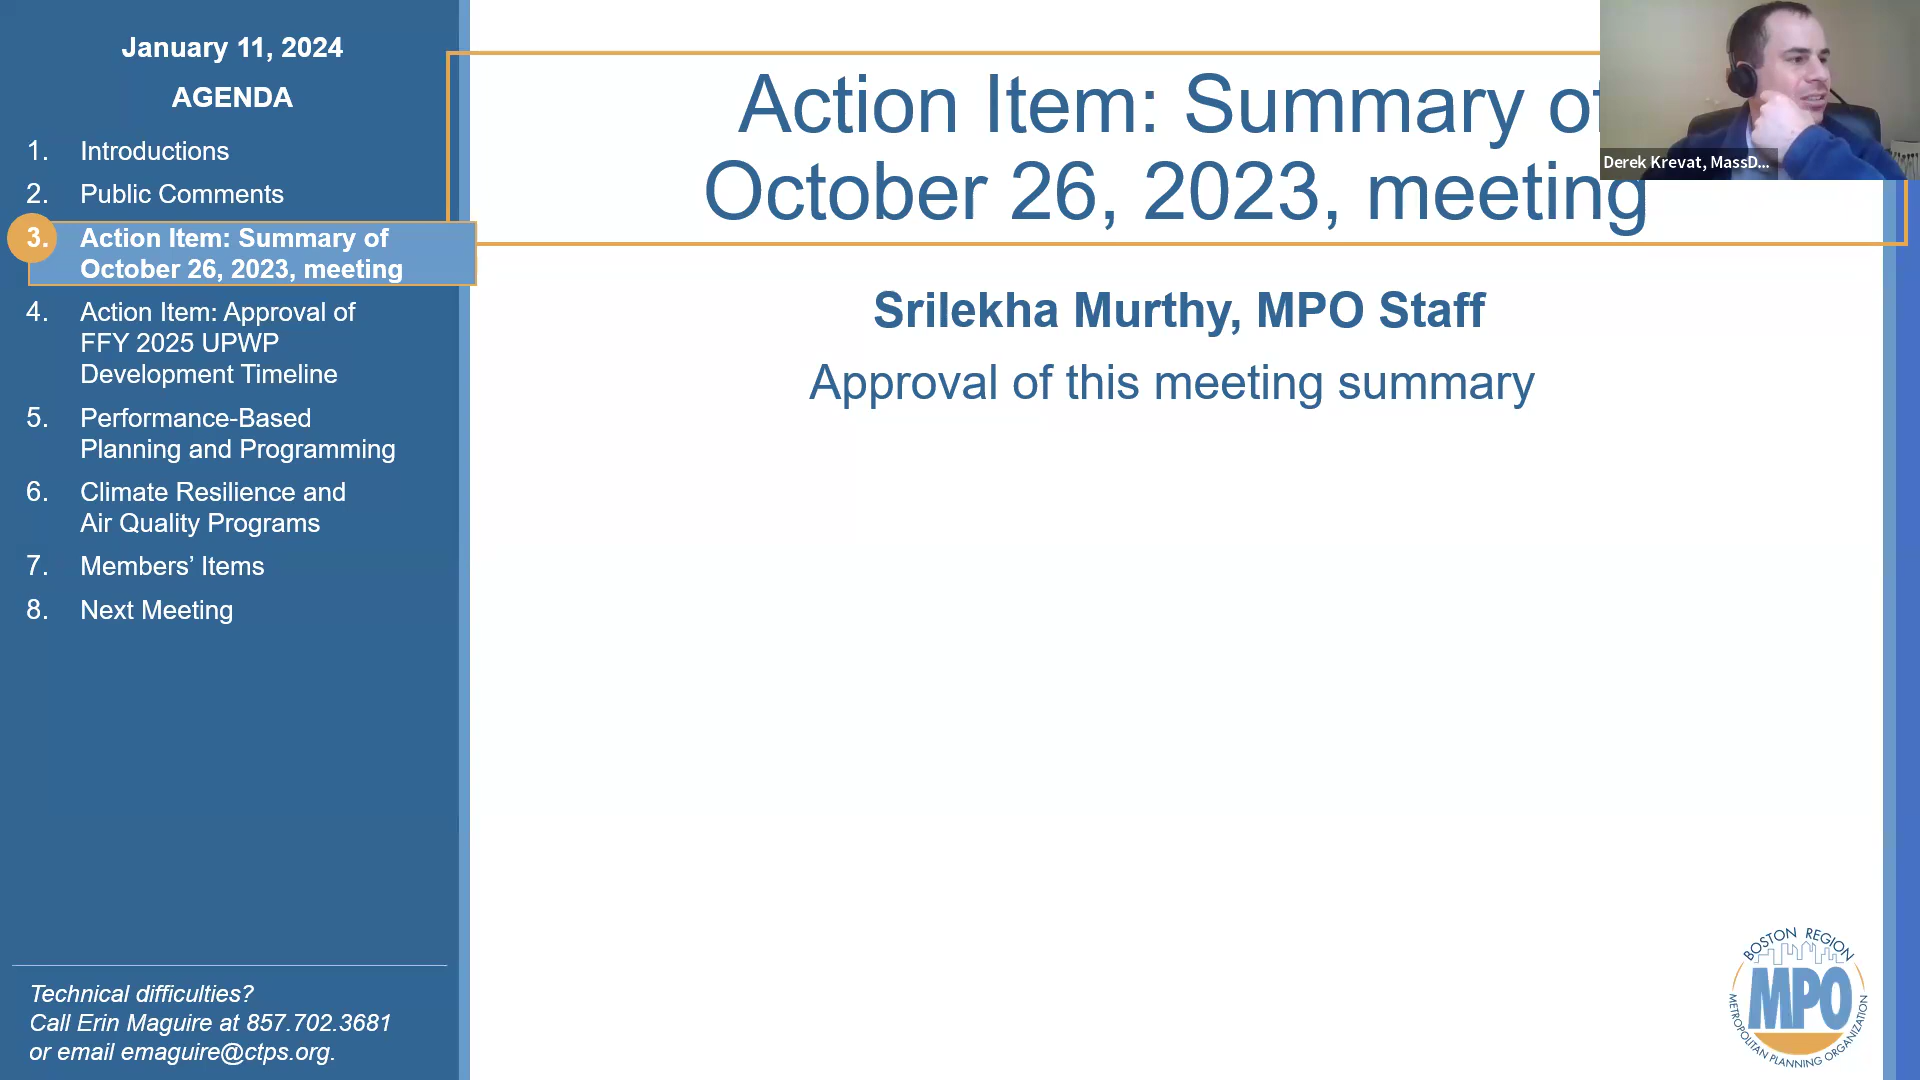 January 11, 2024
AGENDA
1. Introductions
2. Public Comments
3. Action Item: Summary of
October 26, 2023, meeting
4. Action Item: Approval of
FFY 2025 UPWP
Development Timeline
5. Performance-Based
Planning and Programming
6. Climate Resilience and
Air Quality Programs
7. Members’ Items
8. Next Meeting
Technical difficulties?
Call Erin Maguire at 857.702.3681
or email emaguire@ctps.org.
Action Item: Summary of
October 26, 2023, meeting
Srilekha Murthy, MPO Staff
Approval of this meeting summary
Derek Krevat, MassD...
BOSTON REGION
MPO
METROPOLITAN PLANNING ORGANIZATION